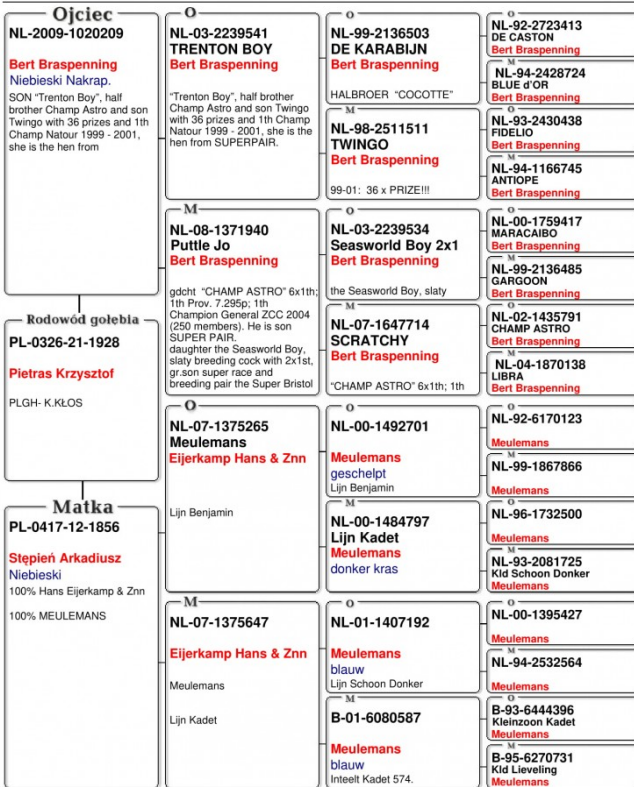 Ojciec
NL-2009-1020209
Bert Braspenning
Niebieski Nakrap.
SON "Trenton Boy", half
brother Champ Astro and son
Twingo with 36 prizes and 1th
Champ Natour 1999 - 2001,
she is the hen from
Rodowód gołębia
PL-0326-21-1928
Pietras Krzysztof
PLGH- K.KŁOS
Matka
PL-0417-12-1856
Stępień Arkadiusz
Niebieski
100% Hans Eijerkamp & Znn
100% MEULEMANS
O
NL-03-2239541
TRENTON BOY
Bert Braspenning
"Trenton Boy", half brother
Champ Astro and son Twingo
with 36 prizes and 1th Champ
Natour 1999 - 2001, she is the
hen from SUPERPAIR.
M
NL-08-1371940
Puttle Jo
Bert Braspenning
gdcht "CHAMP ASTRO" 6x1th;
1th Prov. 7.295p; 1th
Champion General ZCC 2004
(250 members). He is son
SUPER PAIR.
daughter the Seasworld Boy,
slaty breeding cock with 2x1st,
gr.son super race and
breeding pair the Super Bristol
O
NL-07-1375265
Meulemans
Eijerkamp Hans & Znn
Lijn Benjamin
M
NL-07-1375647
Eijerkamp Hans & Znn
Meulemans
Lijn Kadet
O
NL-99-2136503
DE KARABIJN
Bert Braspenning
HALBROER "COCOTTE"
M
NL-98-2511511
TWINGO
Bert Braspenning
99-01: 36 x PRIZE!!!
O
NL-03-2239534
Seasworld Boy 2x1
Bert Braspenning
the Seasworld Boy, slaty
M
NL-07-1647714
SCRATCHY
Bert Braspenning
"CHAMP ASTRO" 6x1th; 1th
O
NL-00-1492701
Meulemans
geschelpt
Lijn Benjamin
M
NL-00-1484797
Lijn Kadet
Meulemans
donker kras
O
NL-01-1407192
Meulemans
blauw
Lijn Schoon Donker
M
B-01-6080587
Meulemans
blauw
Inteelt Kadet 574.
O
NL-92-2723413
DE CASTON
Bert Braspenning
M
NL-94-2428724
BLUE d'OR
Bert Braspenning
O
NL-93-2430438
FIDELIO
Bert Braspenning
M
NL-94-1166745
ANTIOPE
Bert Braspenning
O
NL-00-1759417
MARACAIBO
Bert Braspenning
M
NL-99-2136485
GARGOON
Bert Braspenning
O
NL-02-1435791
CHAMP ASTRO
Bert Braspenning
M
NL-04-1870138
LIBRA
Bert Braspenning
O
NL-92-6170123
Meulemans
M
NL-99-1867866
Meulemans
O
NL-96-1732500
Meulemans
M
NL-93-2081725
Kld Schoon Donker
Meulemans
O
NL-00-1395427
Meulemans
M
NL-94-2532564
Meulemans
O
B-93-6444396
Kleinzoon Kadet
Meulemans
M
B-95-6270731
Kld Lieveling
Meulemans